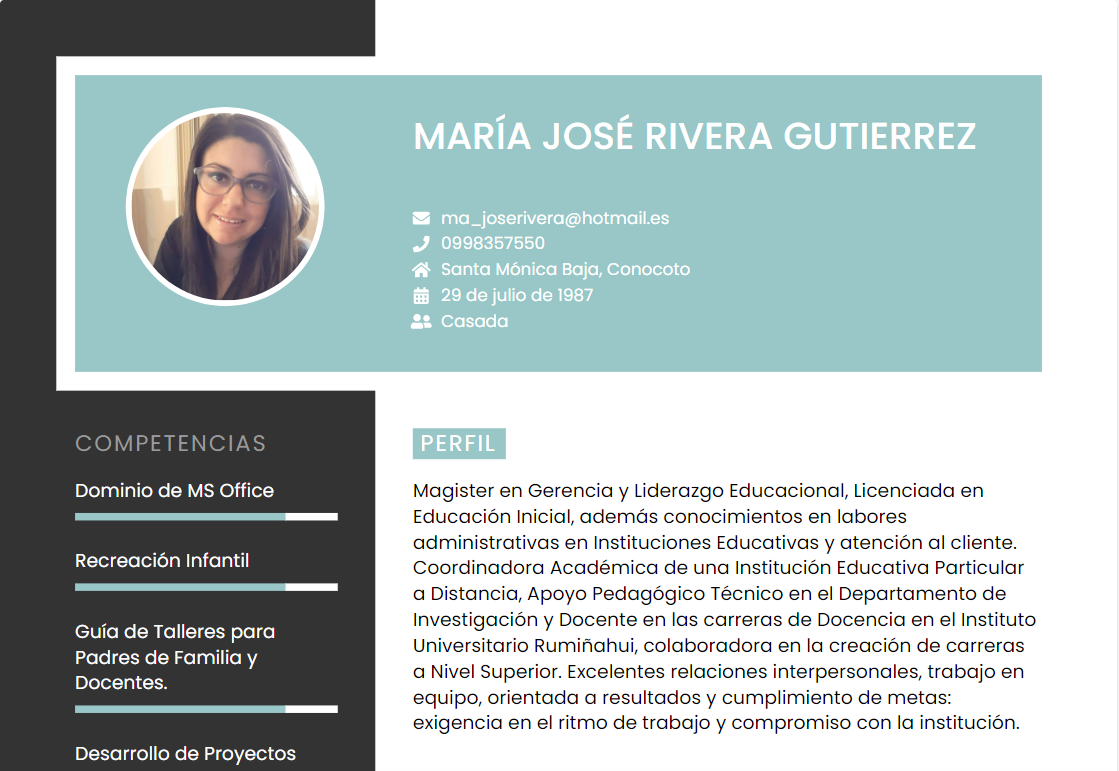 MARÍA JOSÉ RIVERA GUTIERREZ
ma_joserivera@hotmail.es
0998357550
Santa Mónica Baja, Conocoto
29 de julio de 1987
Casada
COMPETENCIAS
Dominio de MS Office
Recreación Infantil
Guía de Talleres para
Padres de Familia y
Docentes.
Desarrollo de Proyectos
PERFIL
Magister en Gerencia y Liderazgo Educacional, Licenciada en
Educación Inicial, además conocimientos en labores
administrativas en Instituciones Educativas y atención al cliente.
Coordinadora Académica de una Institución Educativa Particular
a Distancia, Apoyo Pedagógico Técnico en el Departamento de
Investigación y Docente en las carreras de Docencia en el Instituto
Universitario Rumiñahui, colaboradora en la creación de carreras
a Nivel Superior. Excelentes relaciones interpersonales, trabajo en
equipo, orientada a resultados y cumplimiento de metas:
exigencia en el ritmo de trabajo y compromiso con la institución.